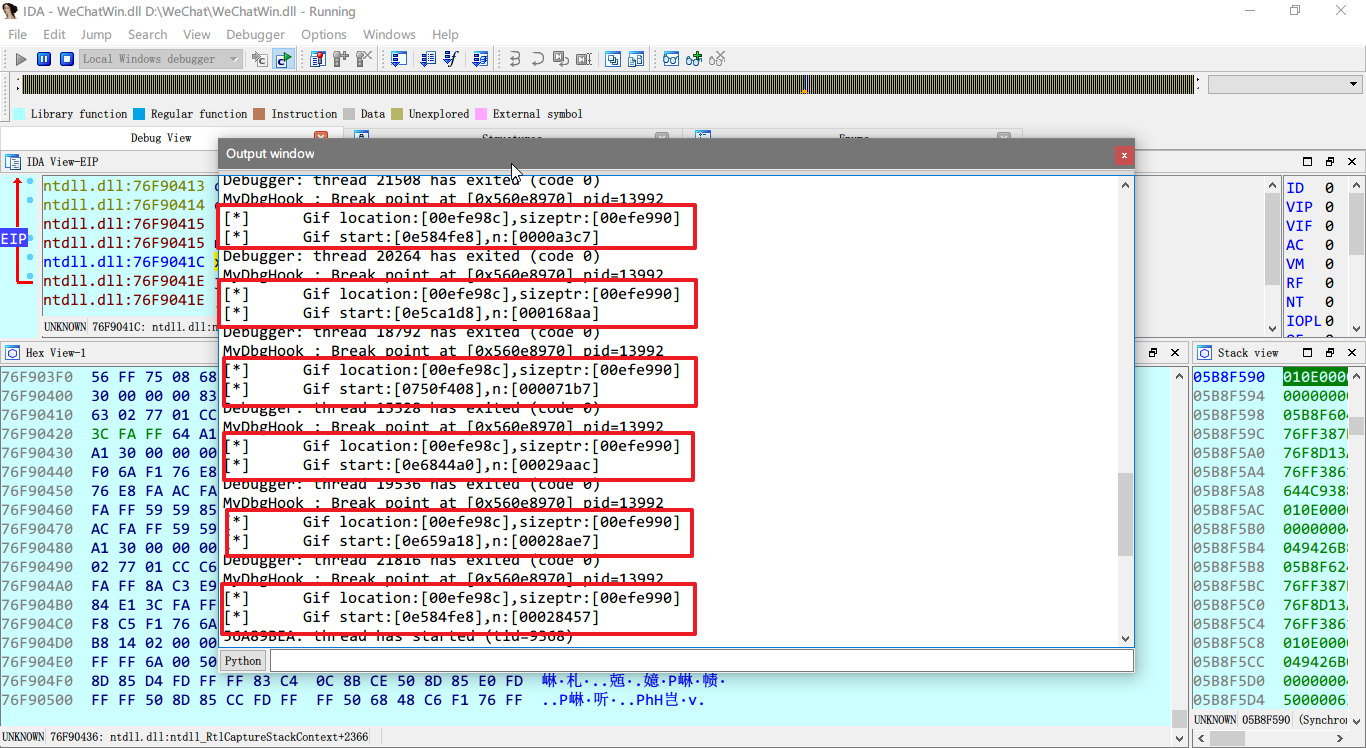 IDA - WeChatWin.dll D:\WeChat\WeChatWin.dll - Running
File Edit Jump Search View Debugger Options Windows Help
Local Windows debugger
Library function Regular function Instruction Data Unexplored External symbol
Debug View
IDA View-EIP
Output window
x
ntdll.dll:76F90413
ntdll.dll:76F90414
ntdll.dll:76F90415
ntdll.dll:76F90415
EIP
ntdll.dll:76F9041C
ntdll.dll:76F9041E
ntdll.dll:76F9041E
UNKNOWN 76F9041C: ntdll.dll:
Debugger: thread 21508 has exited (code 0)
MyDbgHook : Break point at [0x560e8970] pid=13992
[*] Gif location:[00efe98c],sizeptr:[00efe990]
[*] Gif start:[0e584fe8],n:[0000a3c7]
Debugger: thread 20264 has exited (code 0)
MyDbgHook : Break point at [0x560e8970] pid=13992
[*] Gif location:[00efe98c],sizeptr:[00efe990]
[*] Gif start:[0e5ca1d8],n:[000168aa]
Debugger: thread 18792 has exited (code 0)
MyDbgHook : Break point at [0x560e8970] pid=13992
[*] Gif location:[00efe98c],sizeptr:[00efe990]
[*] Gif start:[0750f408],n:[000071b7]
Debugger: thread 15528 has exited (code 0)
MyDbgHook : Break point at [0x560e8970] pid=13992
[*] Gif location:[00efe98c],sizeptr:[00efe990]
[*] Gif start:[0e6844a0],n:[00029aac]
Debugger: thread 19536 has exited (code 0)
MyDbgHook : Break point at [0x560e8970] pid=13992
[*] Gif location:[00efe98c],sizeptr:[00efe990]
[*] Gif start:[0e659a18],n:[00028ae7]
Debugger: thread 21816 has exited (code 0)
MyDbgHook : Break point at [0x560e8970] pid=13992
[*] Gif location:[00efe98c],sizeptr:[00efe990]
[*] Gif start:[0e584fe8],n:[00028457]
56A89BEA: thread has started (tid=9368)
Python
ID 0
VIP 0
VIF 0
AC 0
VM 0
RF 0
NT 0
IOPL 0
Hex View-1
76F903F0 56 FF 75 08 68
76F90400 30 00 00 00 83
76F90410 63 02 77 01 CC
76F90420 3C FA FF 64 A1
76F90430 A1 30 00 00 00
76F90440 F0 6A F1 76 E8
76F90450 76 E8 FA AC FA
76F90460 FA FF 59 59 85
76F90470 AC FA FF 59 59
76F90480 A1 30 00 00 00
76F90490 02 77 01 CC C6
76F904A0 FA FF 8A C3 E9
76F904B0 84 E1 3C FA FF
76F904C0 F8 C5 F1 76 6A
76F904D0 B8 14 02 00 00
76F904E0 FF FF 6A 00 50
76F904F0 8D 85 D4 FD FF FF 83 C4 0C 8B CE 50 8D 85 E0 FD
76F90500 FF FF 50 8D 85 CC FD FF FF 50 68 48 C6 F1 76 FF ..P崊·听·..PhH岂·v.
UNKNOWN 76F90436: ntdll.dll:ntdll_RtlCaptureStackContext+2366
Stack view
05B8F590 010E000
05B8F594 0000000
05B8F598 05B8F60
05B8F59C 76FF387
05B8F5A0 76F8D13
05B8F5A4 76FF386
05B8F5A8 644C938
05B8F5AC 010E000
05B8F5B0 0000000
05B8F5B4 049426B
05B8F5B8 05B8F62
05B8F5BC 76FF387
05B8F5C0 76F8D13
05B8F5C4 76FF386
05B8F5C8 010E000
05B8F5CC 049426B
05B8F5D0 0000000
05B8F5D4 5000006
UNKNOWN 05B8F590 (Synchro